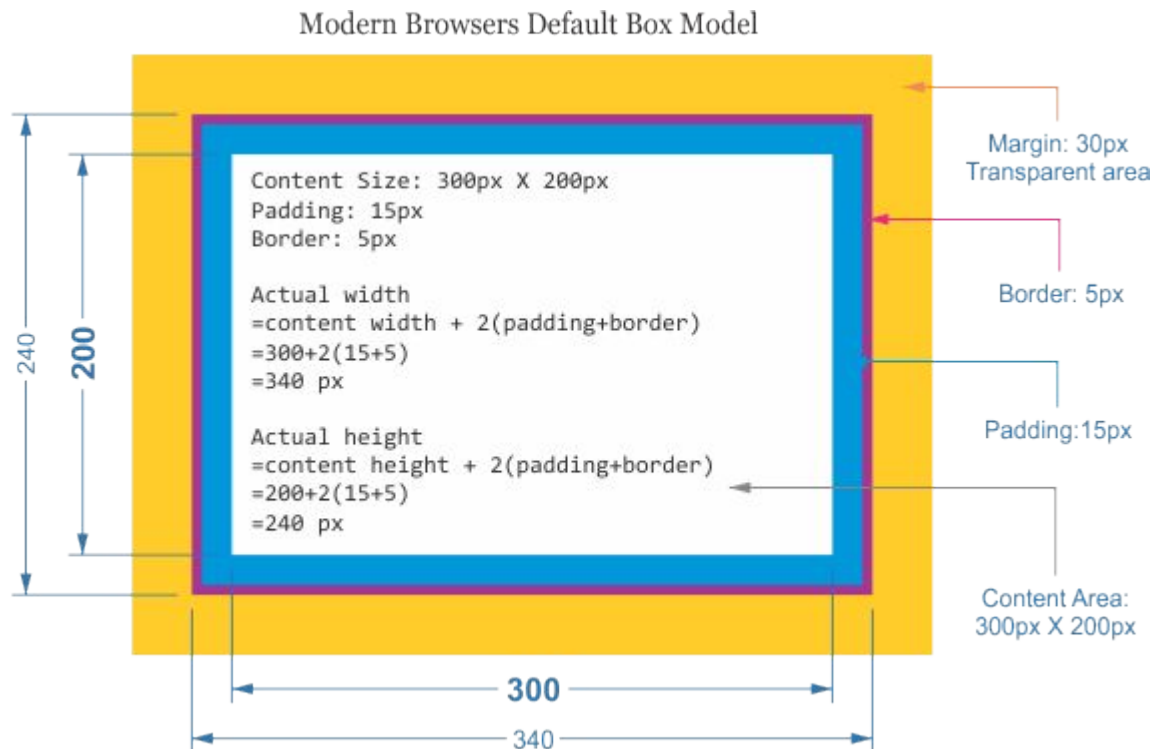 Modern Browsers Default Box Model
Margin: 30px
Transparent area
Content Size: 300px X 200px
Padding: 15px
Border: 5px
Actual width
=content width + 2(padding+border)
=300+2(15+5)
=340 px
Border: 5px
240
200
Actual height
=content height + 2(padding+border)
=200+2(15+5)
=240 px
Padding:15px
Content Area:
300px X 200px
300
340